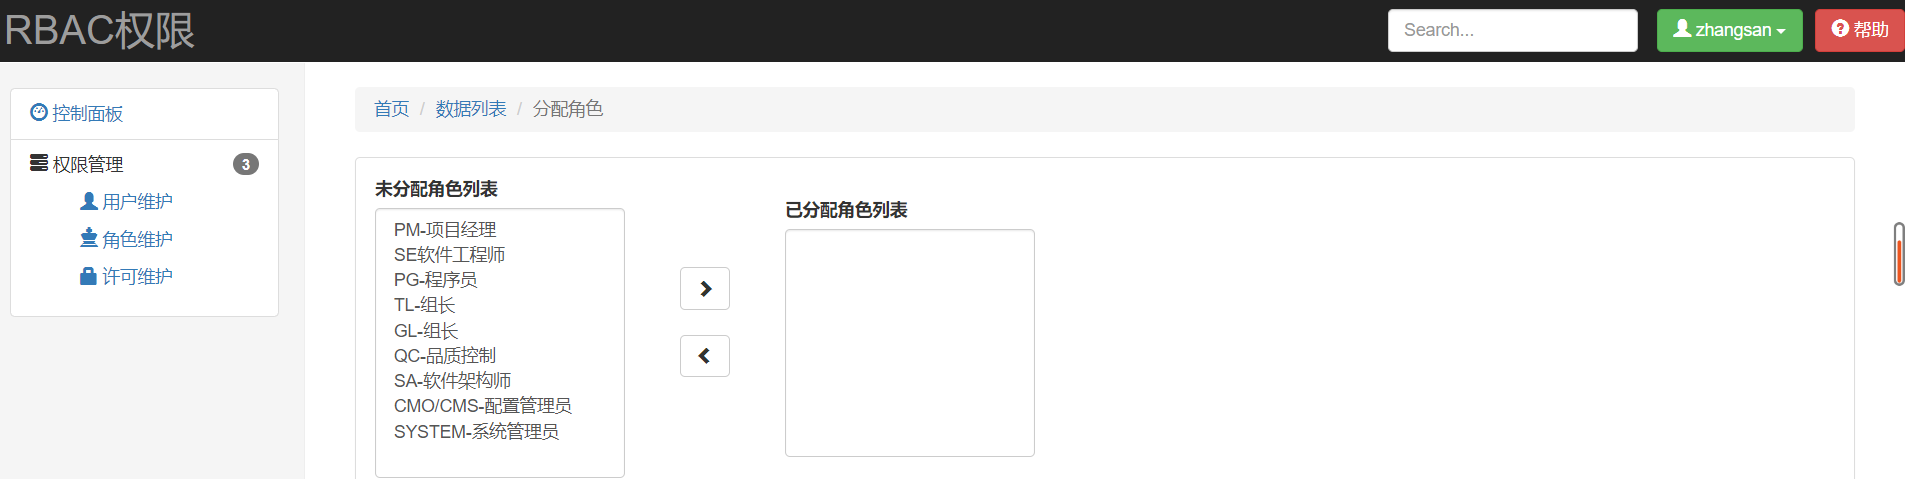 RBAC权限
Search...
zhangsan
帮助
控制面板
权限管理 3
用户维护
角色维护
许可维护
首页 / 数据列表 / 分配角色
未分配角色列表
PM-项目经理
SE软件工程师
PG-程序员
TL-组长
GL-组长
QC-品质控制
SA-软件架构师
CMO/CMS-配置管理员
SYSTEM-系统管理员
已分配角色列表